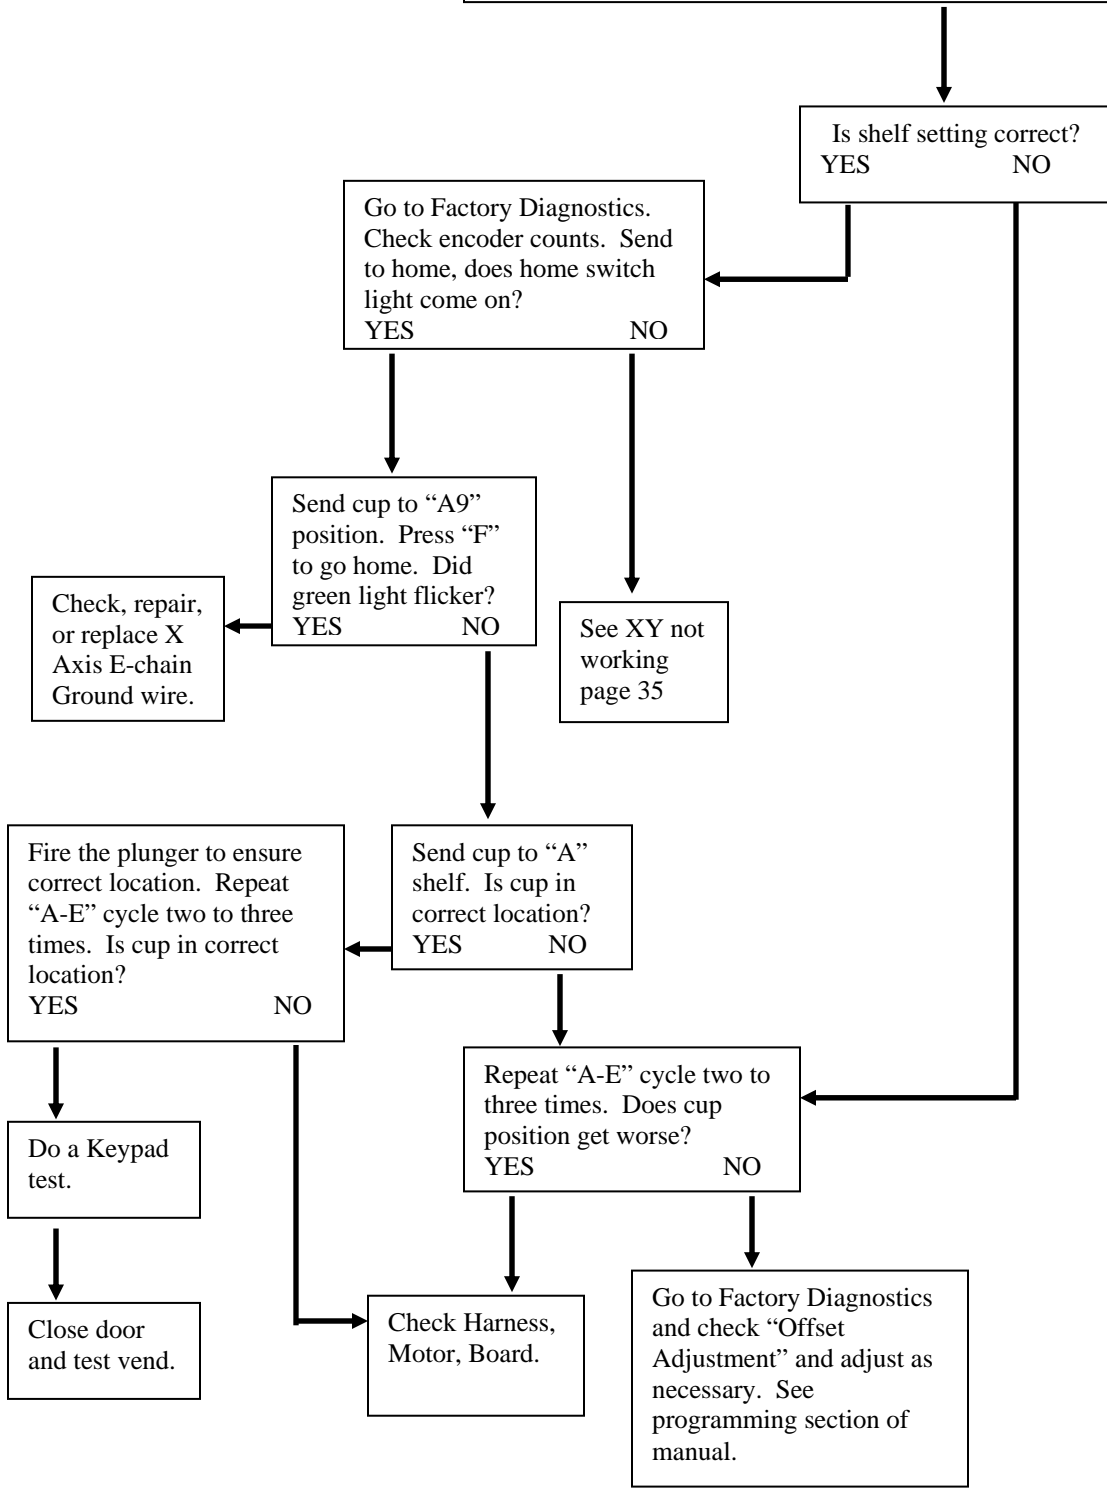 Is shelf setting correct?
YES NO
Go to Factory Diagnostics.
Check encoder counts. Send
to home, does home switch
light come on?
YES NO
Send cup to “A9”
position. Press “F”
to go home. Did
green light flicker?
YES NO
Check, repair,
or replace X
Axis E-chain
Ground wire.
See XY not
working
page 35
Fire the plunger to ensure
correct location. Repeat
“A-E” cycle two to three
times. Is cup in correct
location?
YES NO
Send cup to “A”
shelf. Is cup in
correct location?
YES NO
Repeat “A-E” cycle two to
three times. Does cup
position get worse?
YES NO
Do a Keypad
test.
Close door
and test vend.
Check Harness,
Motor, Board.
Go to Factory Diagnostics
and check “Offset
Adjustment” and adjust as
necessary. See
programming section of
manual.